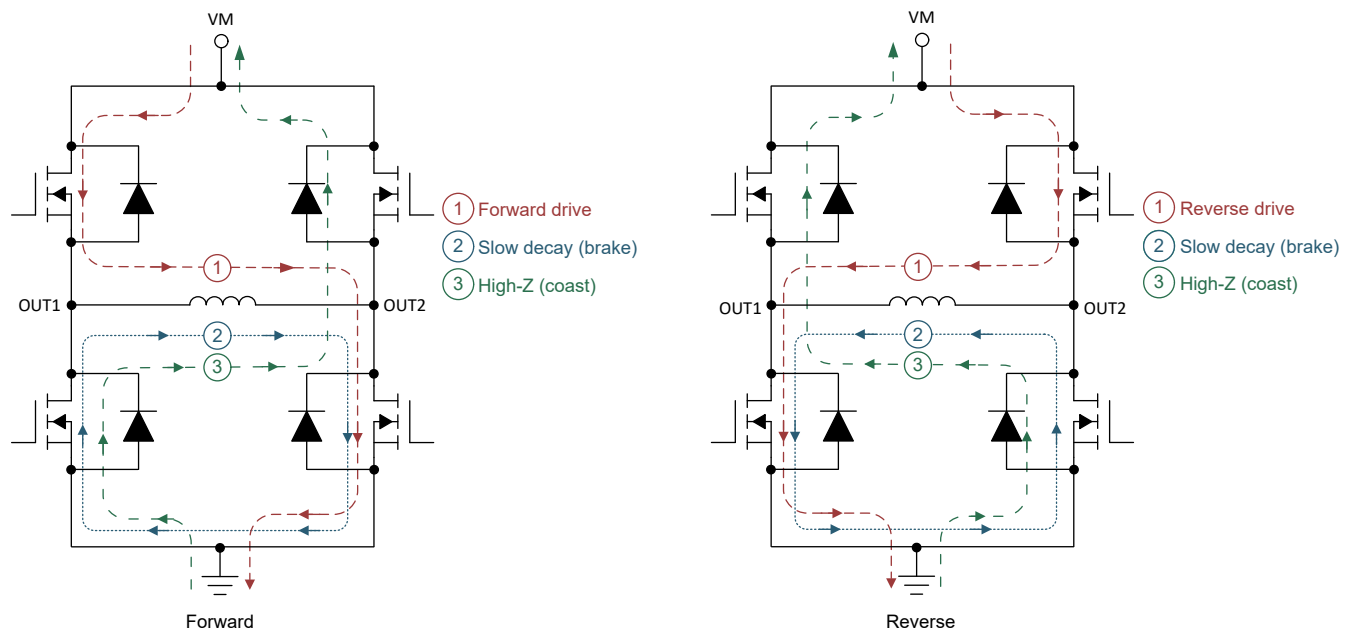 VM
1 Forward drive
2 Slow decay (brake)
3 High-Z (coast)
1
OUT1
OUT2
2
3
Forward
VM
1 Reverse drive
2 Slow decay (brake)
3 High-Z (coast)
1
OUT1
OUT2
2
3
Reverse